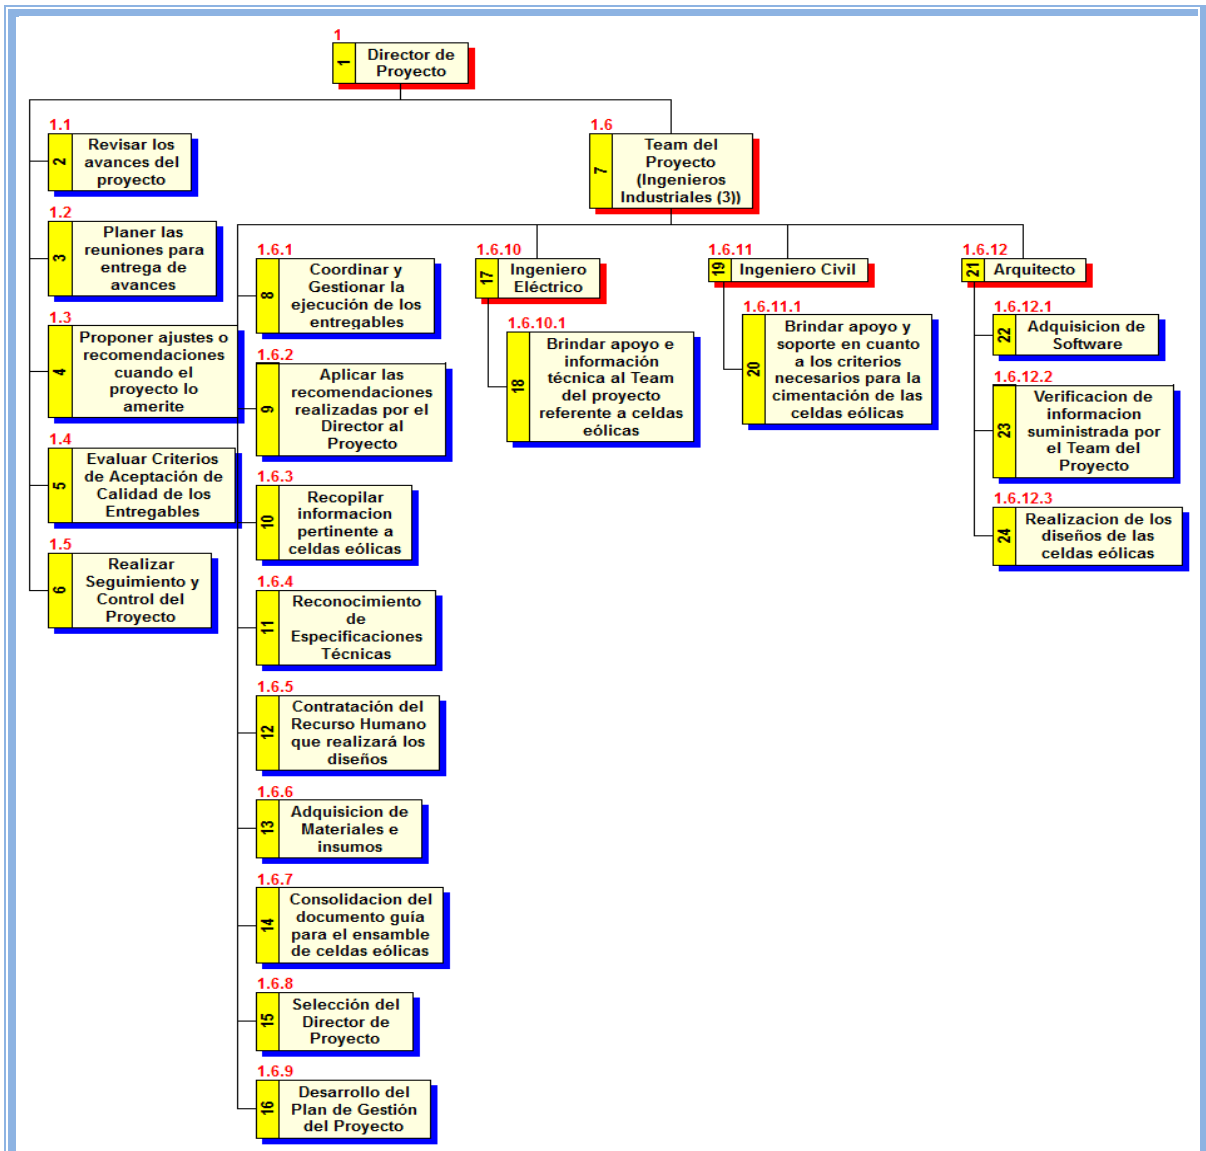 1
1
Director de
Proyecto
1.1
2
Revisar los
avances del
proyecto
1.2
3
Planer las
reuniones para
entrega de
avances
1.3
4
Proponer ajustes o
recomendaciones
cuando el
proyecto lo
amerite
1.4
5
Evaluar Criterios
de Aceptación de
Calidad de los
Entregables
1.5
6
Realizar
Seguimiento y
Control del
Proyecto
1.6
7
Team del
Proyecto
(Ingenieros
Industriales (3))
1.6.1
8
Coordinar y
Gestionar la
ejecución de los
entregables
1.6.2
9
Aplicar las
recomendaciones
realizadas por el
Director al
Proyecto
1.6.3
10
Recopilar
informacion
pertinente a
celdas eólicas
1.6.4
11
Reconocimiento
de
Especificaciones
Técnicas
1.6.5
12
Contratación del
Recurso Humano
que realizará los
diseños
1.6.6
13
Adquisicion de
Materiales e
insumos
1.6.7
14
Consolidacion del
documento guía
para el ensamble
de celdas eólicas
1.6.8
15
Selección del
Director de
Proyecto
1.6.9
16
Desarrollo del
Plan de Gestión
del Proyecto
1.6.10
17
Ingeniero
Eléctrico
1.6.10.1
18
Brindar apoyo e
información
técnica al Team
del proyecto
referente a celdas
eólicas
1.6.11
19
Ingeniero Civil
1.6.11.1
20
Brindar apoyo y
soporte en cuanto
a los criterios
necesarios para la
cimentación de las
celdas eólicas
1.6.12
21
Arquitecto
1.6.12.1
22
Adquisicion de
Software
1.6.12.2
23
Verificacion de
informacion
suministrada por
el Team del
Proyecto
1.6.12.3
24
Realizacion de los
diseños de las
celdas eólicas